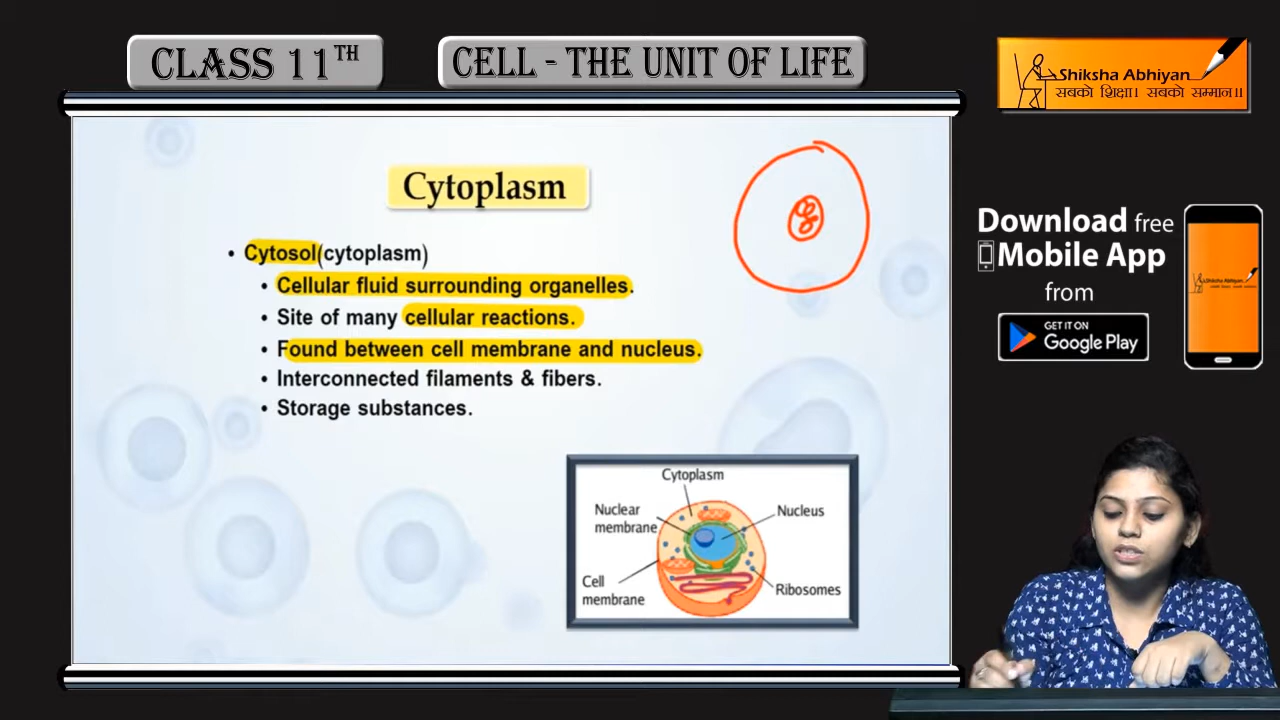 CLASS 11TH
CELL - THE UNIT OF LIFE
Shiksha Abhiyan
सबको शिक्षा। सबको सम्मान।।
Cytoplasm
• Cytosol(cytoplasm)
• Cellular fluid surrounding organelles.
• Site of many cellular reactions.
• Found between cell membrane and nucleus.
• Interconnected filaments & fibers.
• Storage substances.
Cytoplasm
Nuclear
membrane
Nucleus
Cell
membrane
Ribosomes
Download free
Mobile App
from
GET IT ON
Google Play
Shiksha Abhiyan